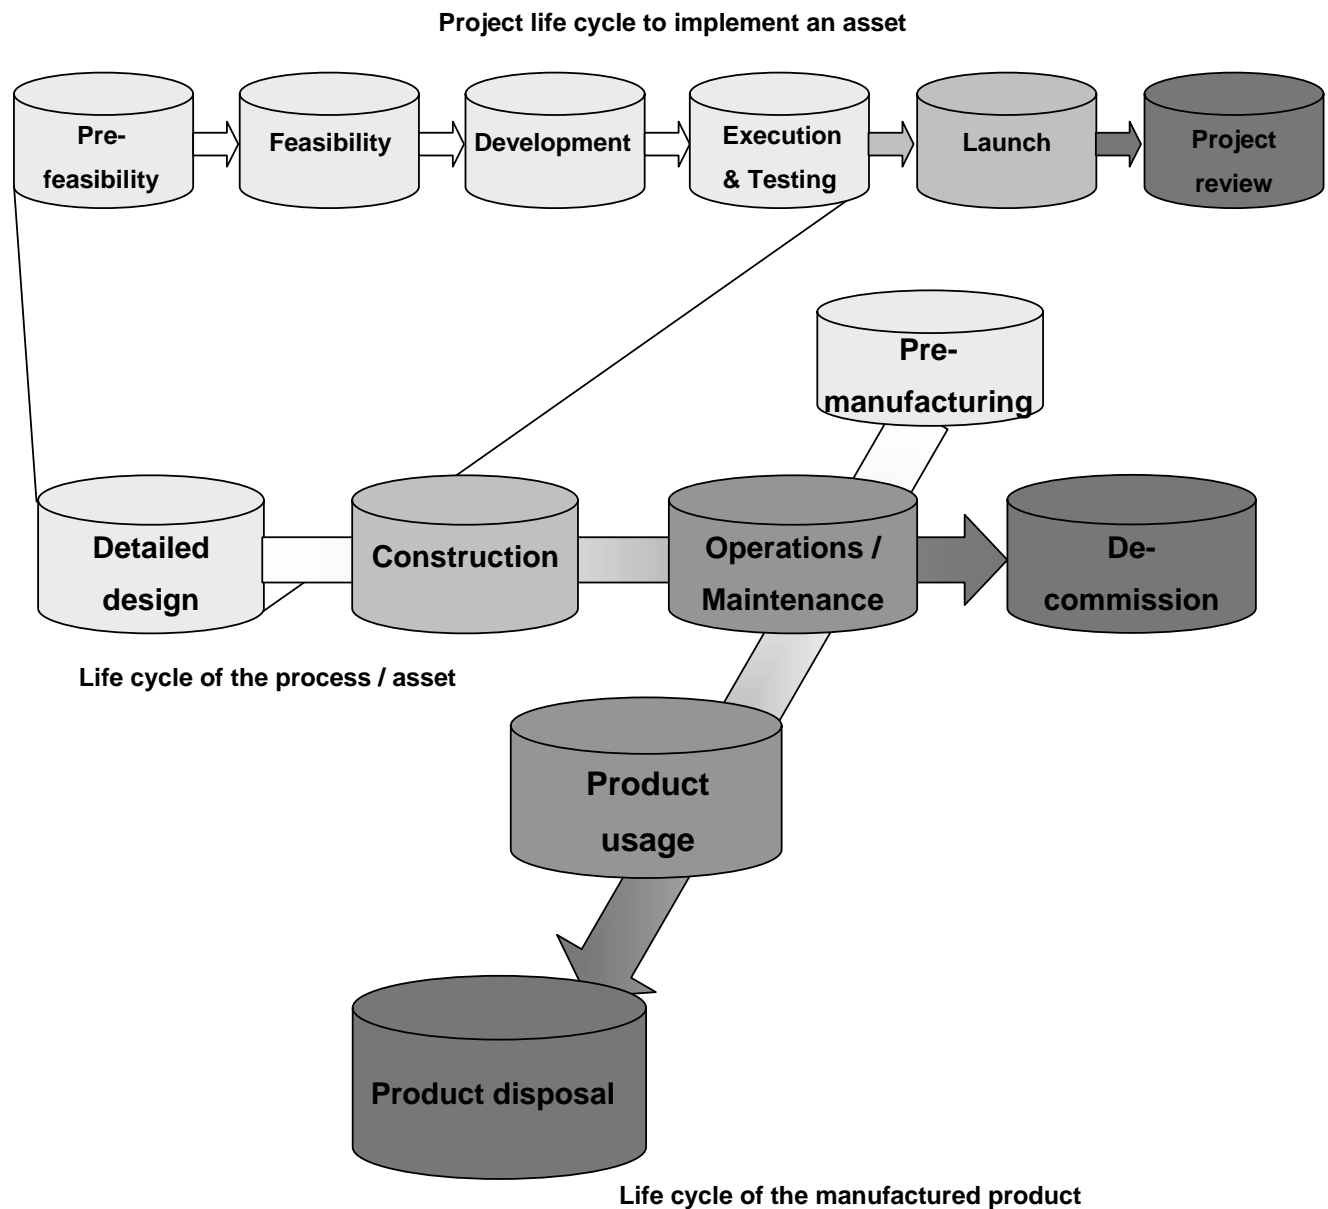 Project life cycle to implement an asset
Pre-
feasibility
Feasibility
Development
Execution
& Testing
Launch
Project
review
Pre-
manufacturing
Detailed
design
Construction
Operations /
Maintenance
De-
commission
Life cycle of the process / asset
Product
usage
Product disposal
Life cycle of the manufactured product